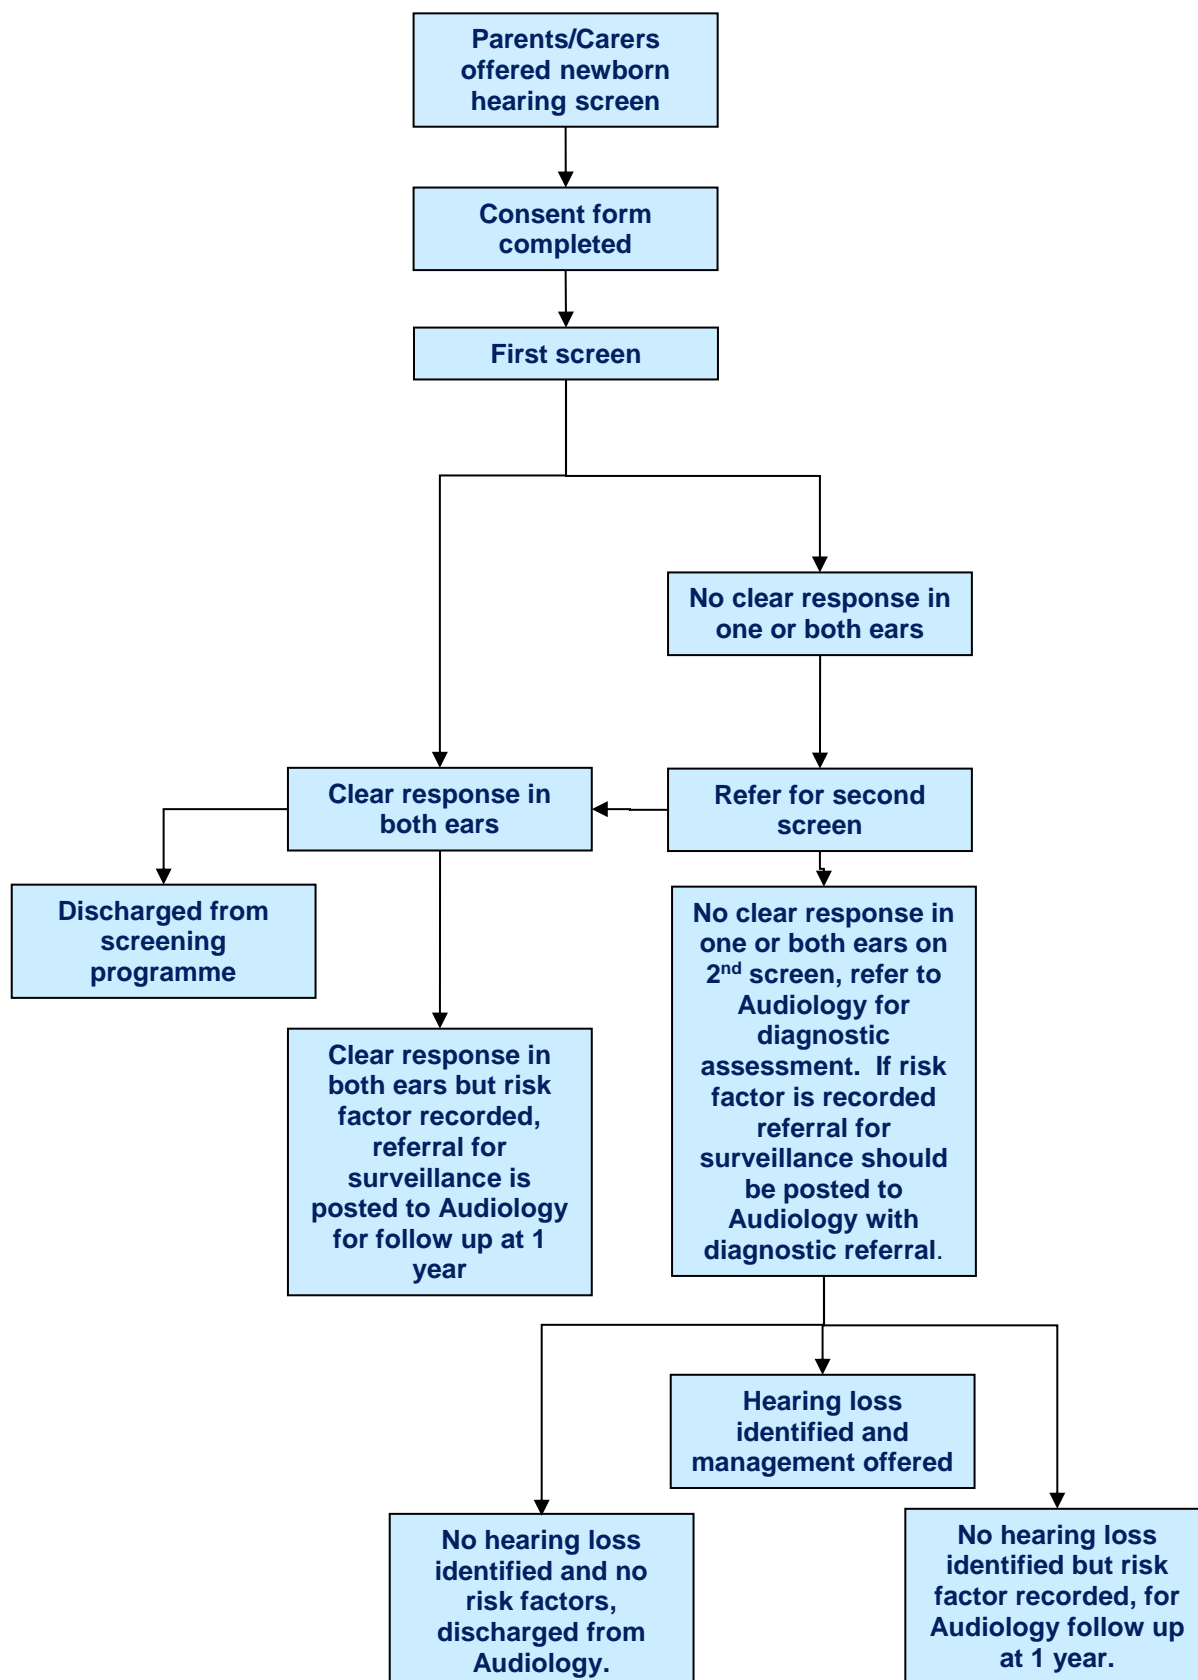 Parents/Carers
offered newborn
hearing screen
Consent form
completed
First screen
No clear response in
one or both ears
Clear response in
both ears
Refer for second
screen
Discharged from
screening
programme
No clear response in
one or both ears on
2nd screen, refer to
Audiology for
diagnostic
assessment.  If risk
factor is recorded
referral for
surveillance should
be posted to
Audiology with
diagnostic referral.
Clear response in
both ears but risk
factor recorded,
referral for
surveillance is
posted to Audiology
for follow up at 1
year
Hearing loss
identified and
management offered
No hearing loss
identified and no
risk factors,
discharged from
Audiology.
No hearing loss
identified but risk
factor recorded, for
Audiology follow up
at 1 year.